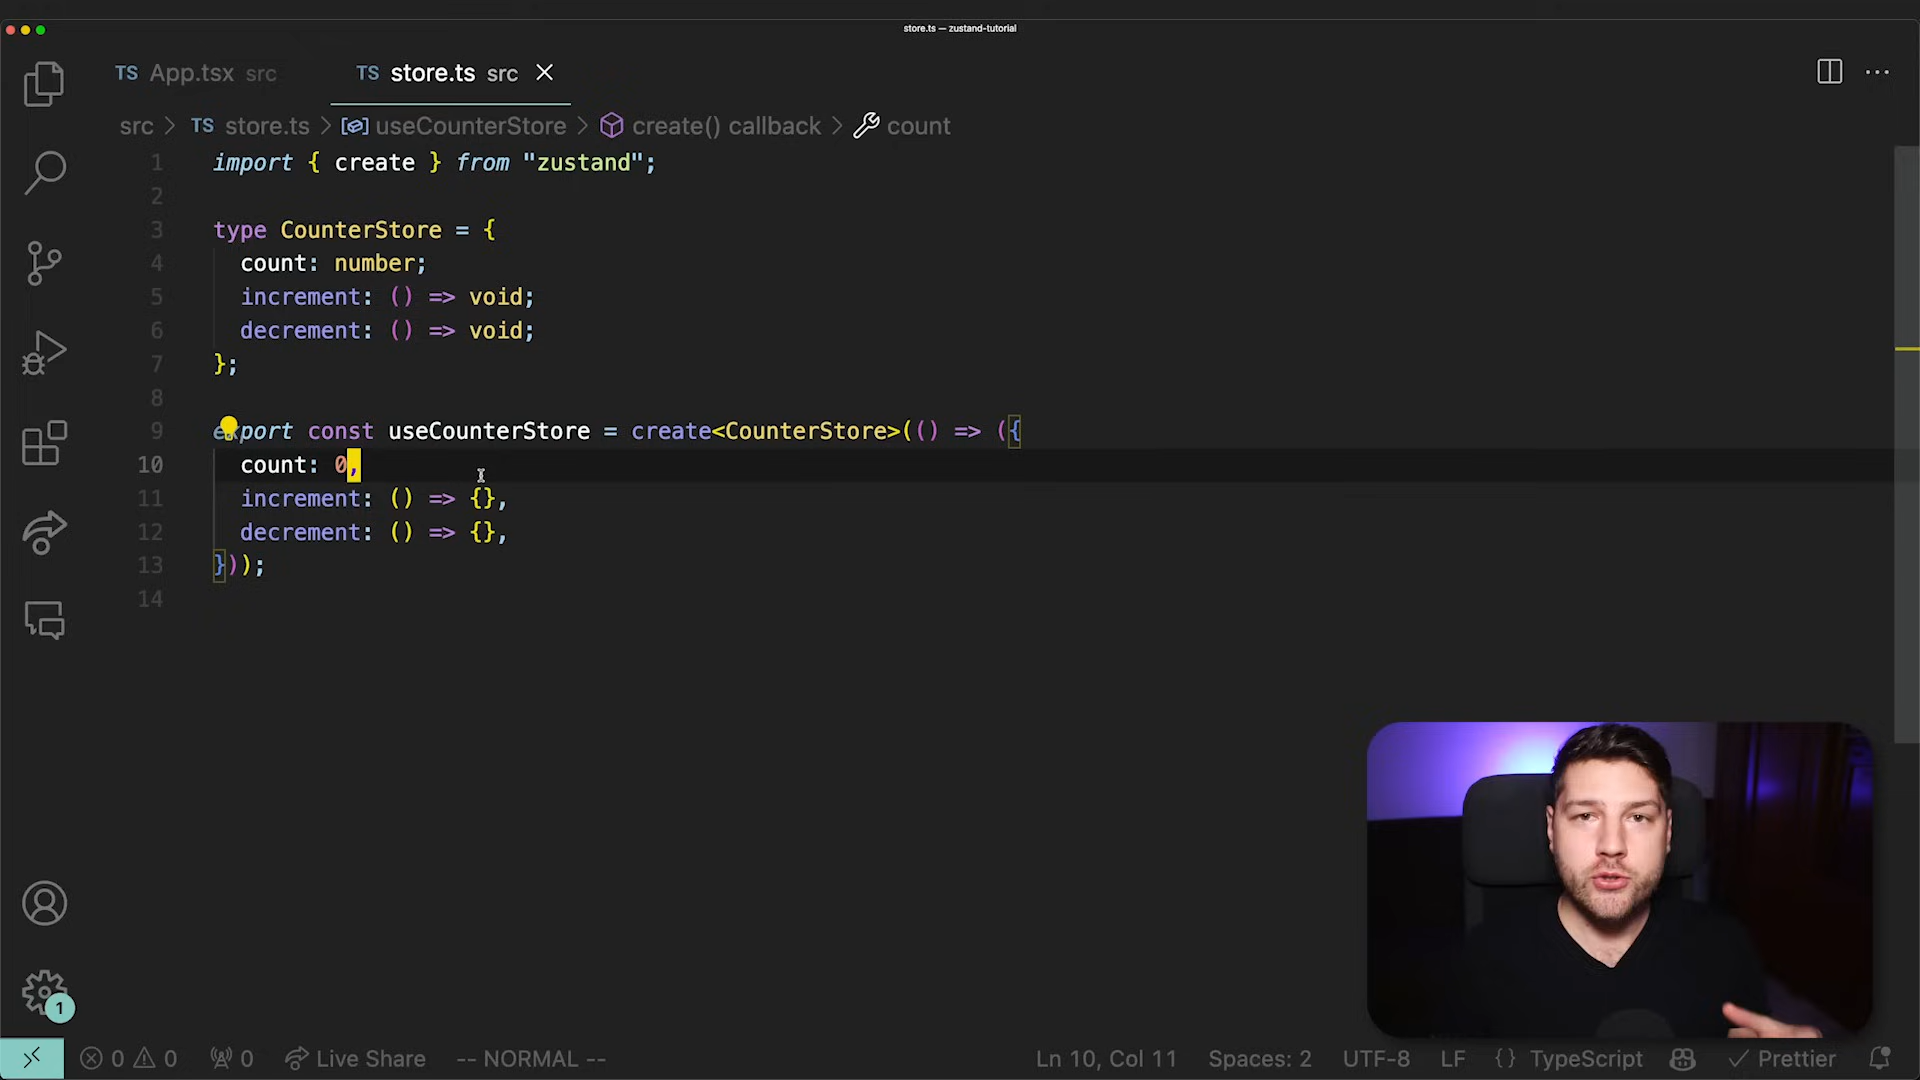 store.ts — zustand-tutorial
TS App.tsx src TS store.ts src
src > TS store.ts > useCounterStore > create() callback > count
1 import { create } from "zustand";
2
3 type CounterStore = {
4 count: number;
5 increment: () => void;
6 decrement: () => void;
7 };
8
9 export const useCounterStore = create<CounterStore>(() => ({
10 count: 0,
11 increment: () => {},
12 decrement: () => {},
13 }));
14
1
0 0 0 Live Share -- NORMAL -- Ln 10, Col 11 Spaces: 2 UTF-8 LF {} TypeScript Prettier